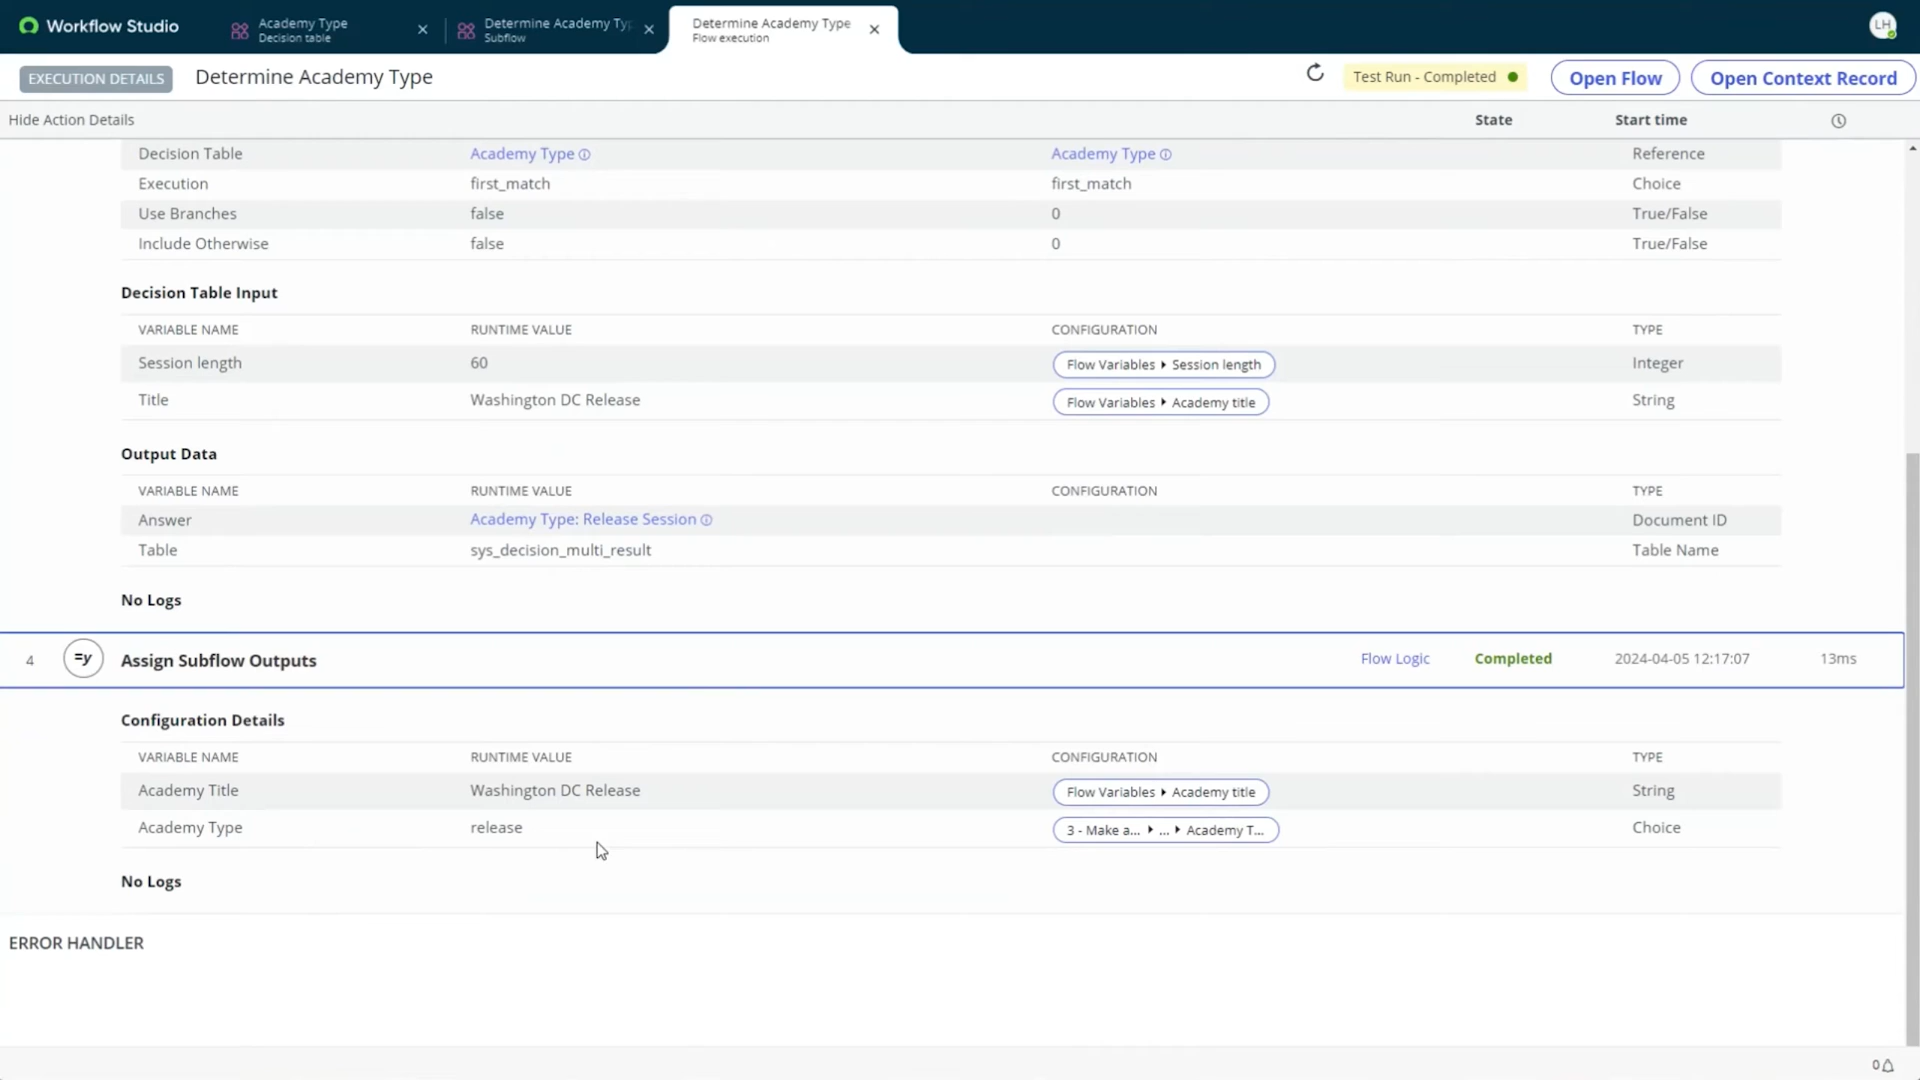 Workflow Studio
Academy Type
Decision table
Determine Academy Ty
Subflow
Determine Academy Type
Flow execution
LH
EXECUTION DETAILS
Determine Academy Type
Test Run - Completed
Open Flow
Open Context Record
Hide Action Details
State
Start time
Decision Table Academy Type Academy Type Reference
Execution first_match first_match Choice
Use Branches false 0 True/False
Include Otherwise false 0 True/False
Decision Table Input
VARIABLE NAME RUNTIME VALUE CONFIGURATION TYPE
Session length 60 Flow Variables Session length Integer
Title Washington DC Release Flow Variables Academy title String
Output Data
VARIABLE NAME RUNTIME VALUE CONFIGURATION TYPE
Answer Academy Type: Release Session Document ID
Table sys_decision_multi_result Table Name
No Logs
4 =y Assign Subflow Outputs Flow Logic Completed 2024-04-05 12:17:07 13ms
Configuration Details
VARIABLE NAME RUNTIME VALUE CONFIGURATION TYPE
Academy Title Washington DC Release Flow Variables Academy title String
Academy Type release 3 - Make a... ... Academy T... Choice
No Logs
ERROR HANDLER
0